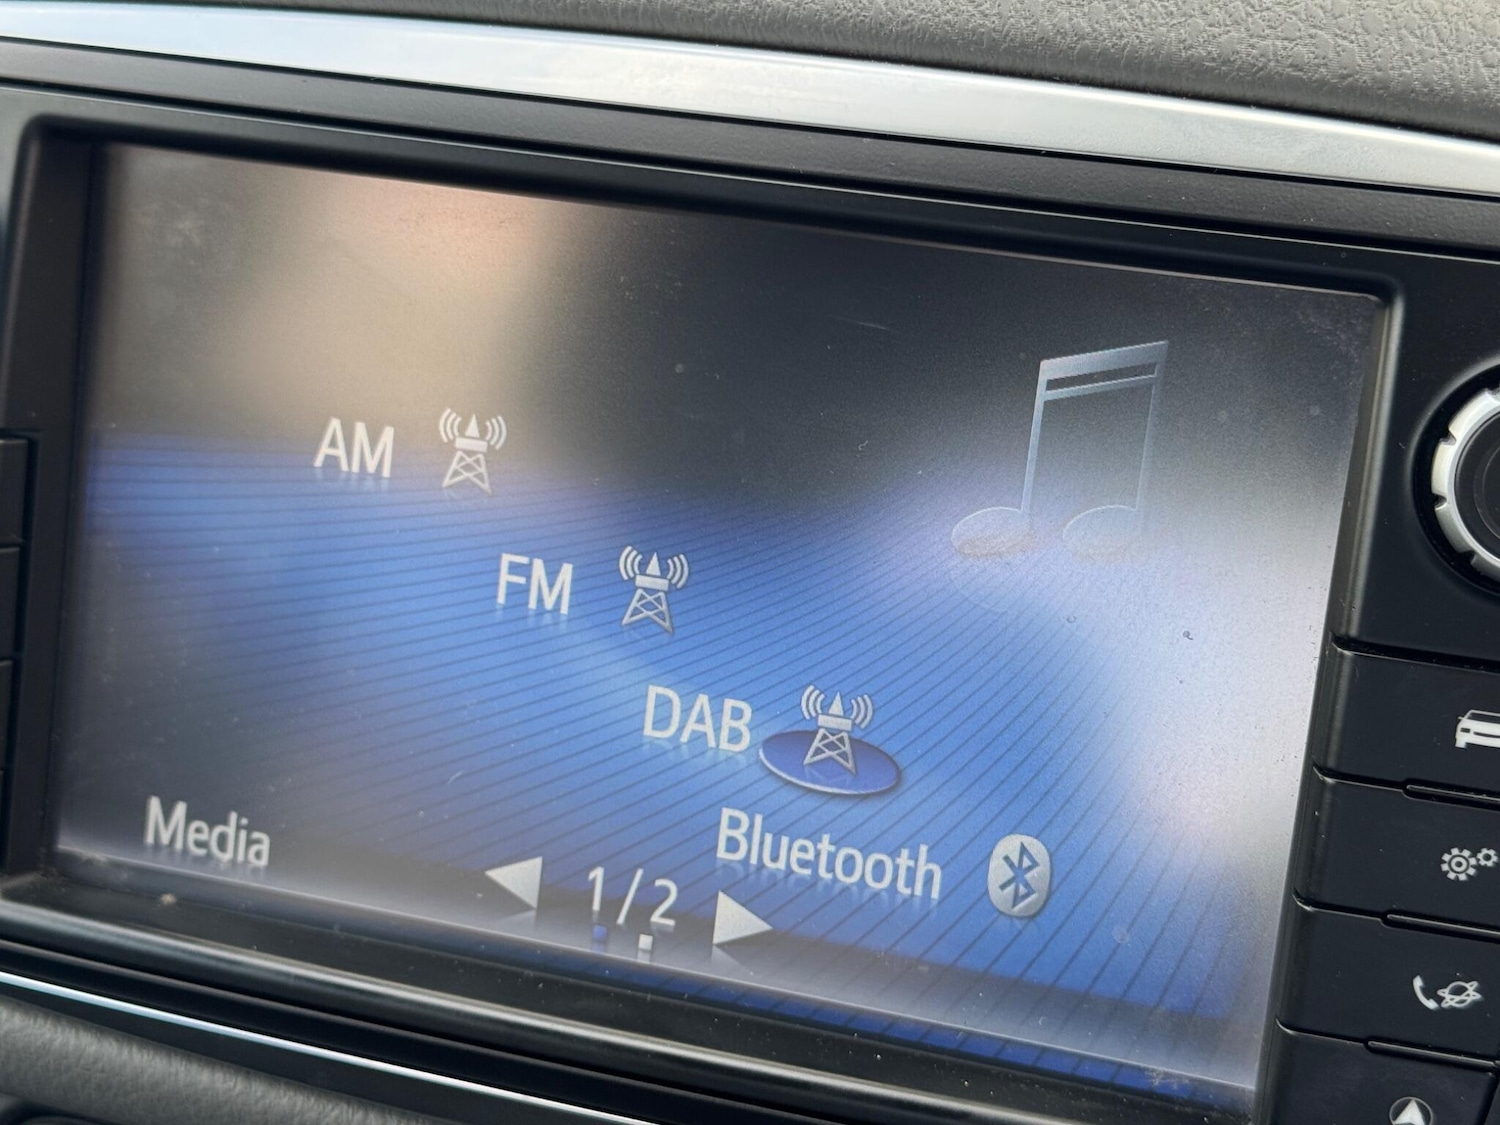 AM
FM
DAB
Bluetooth
Media
1/2